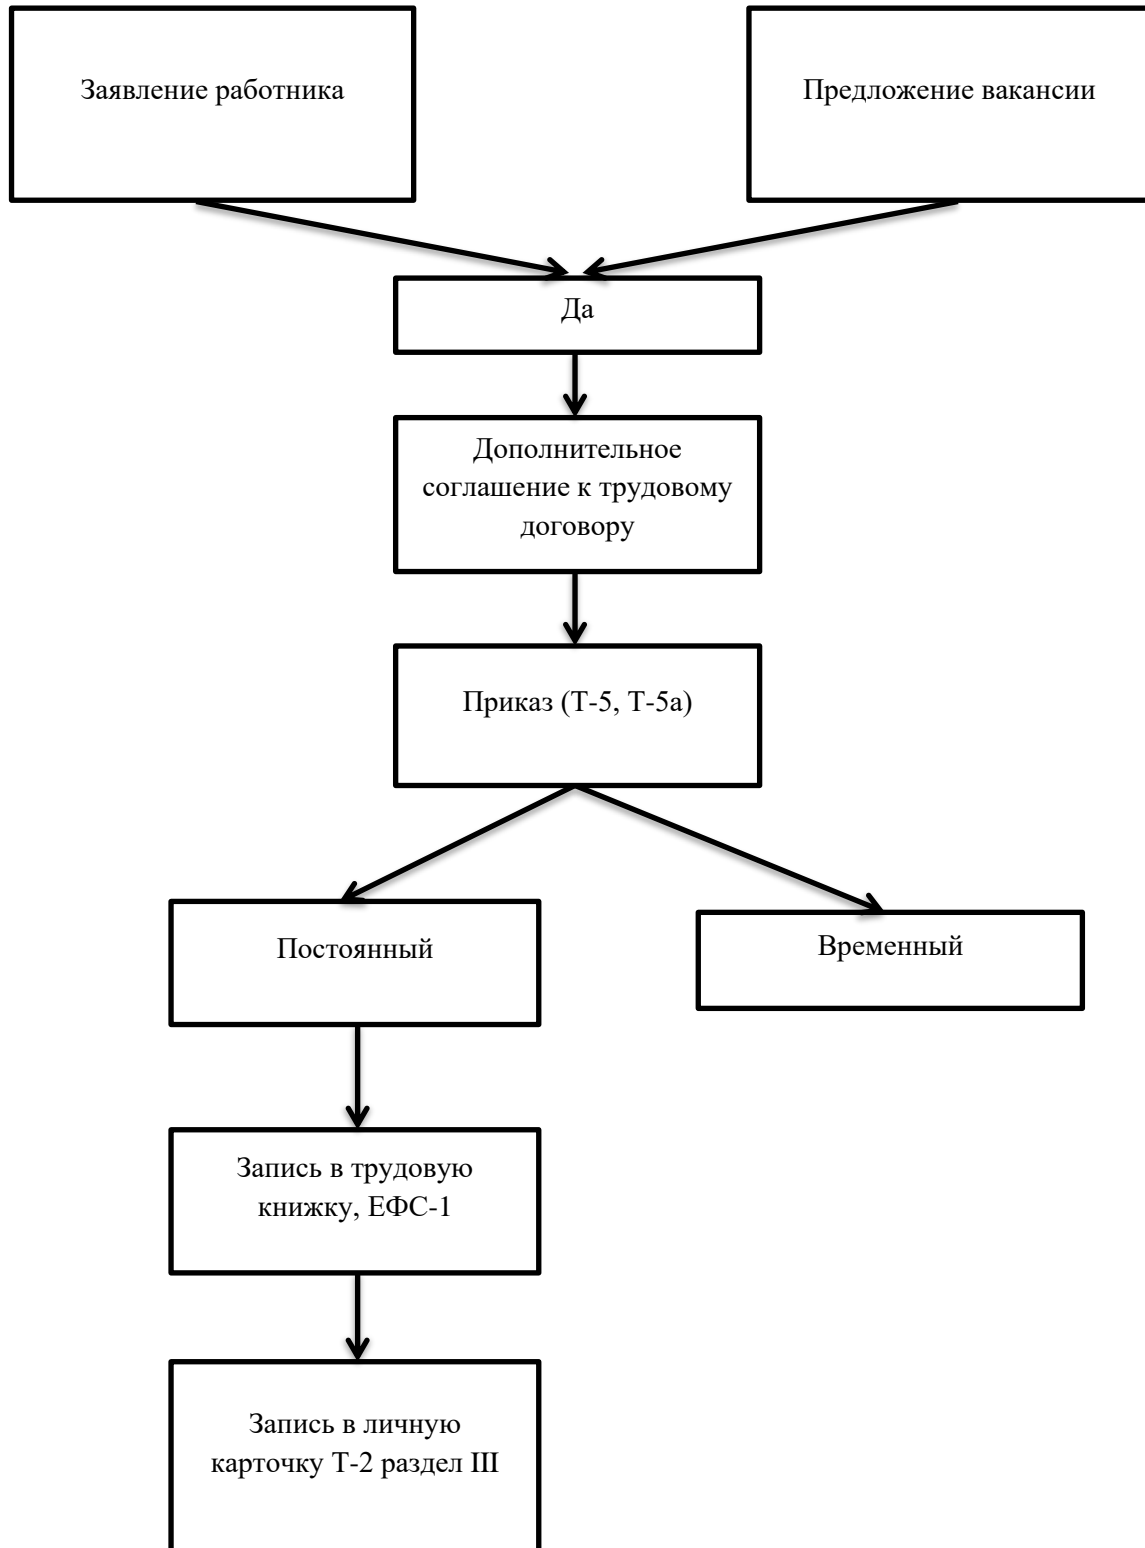 Заявление работника
Предложение вакансии
Да
Дополнительное
соглашение к трудовому
договору
Приказ (Т-5, Т-5а)
Постоянный
Временный
Запись в трудовую
книжку, ЕФС-1
Запись в личную
карточку Т-2 раздел III